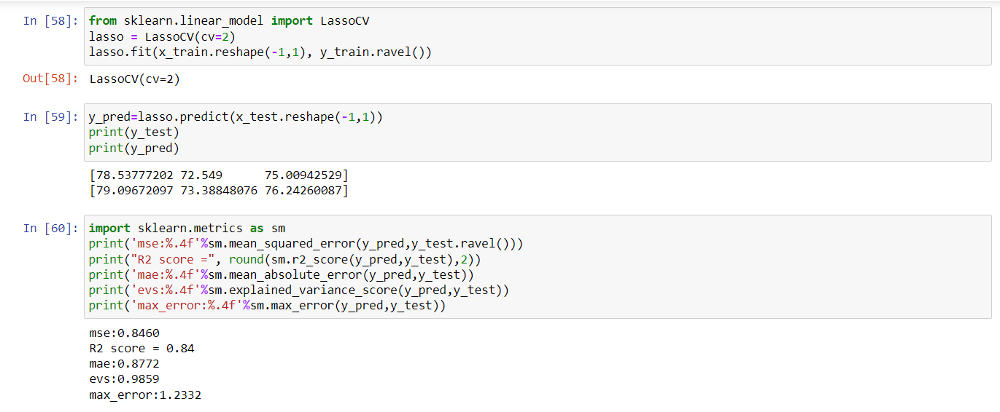 In [58]: from sklearn.linear_model import LassoCV
lasso = LassoCV(cv=2)
lasso.fit(x_train.reshape(-1,1), y_train.ravel())
Out[58]: LassoCV(cv=2)
In [59]: y_pred=lasso.predict(x_test.reshape(-1,1))
print(y_test)
print(y_pred)
[78.53777202 72.549      75.00942529]
[79.09672097 73.38848076 76.24260087]
In [60]: import sklearn.metrics as sm
print('mse:%.4f'%sm.mean_squared_error(y_pred,y_test.ravel()))
print("R2 score =", round(sm.r2_score(y_pred,y_test),2))
print('mae:%.4f'%sm.mean_absolute_error(y_pred,y_test))
print('evs:%.4f'%sm.explained_variance_score(y_pred,y_test))
print('max_error:%.4f'%sm.max_error(y_pred,y_test))
mse:0.8460
R2 score = 0.84
mae:0.8772
evs:0.9859
max_error:1.2332